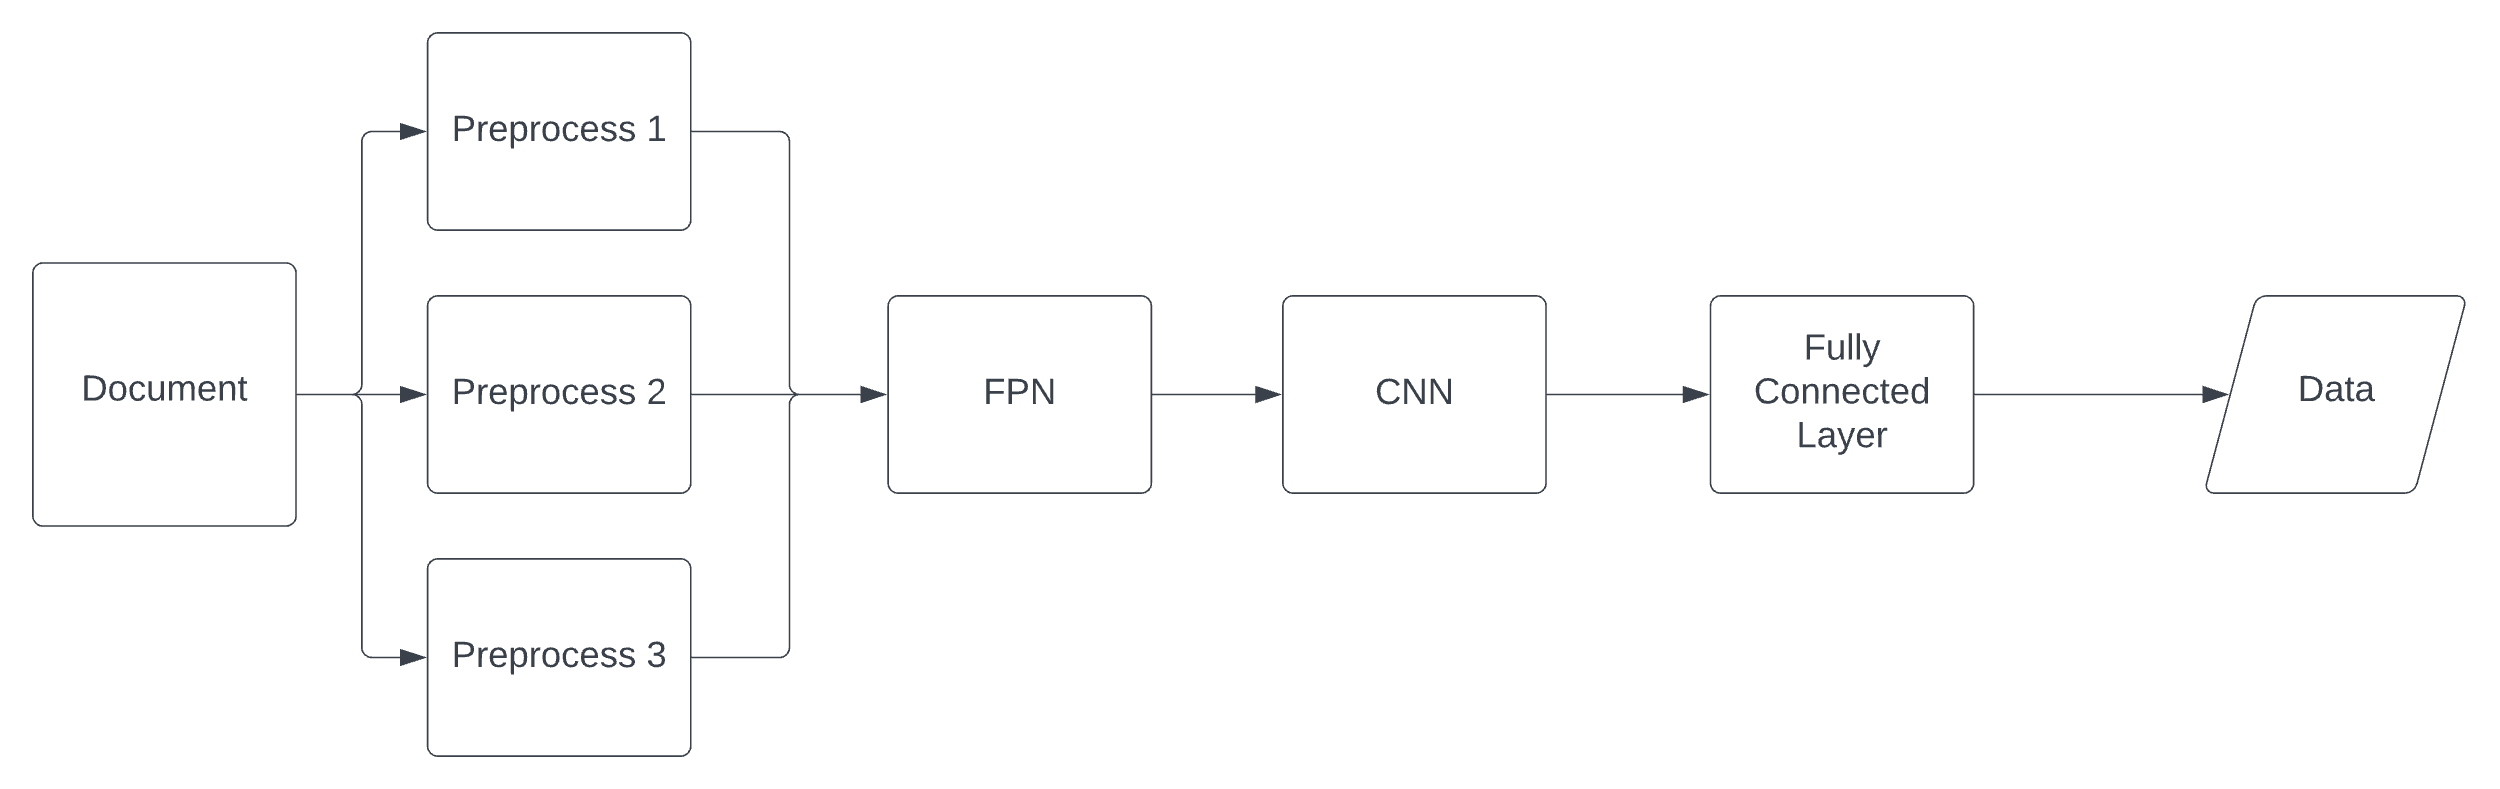 Document
Preprocess 1
Preprocess 2
Preprocess 3
FPN
CNN
Fully
Connected
Layer
Data